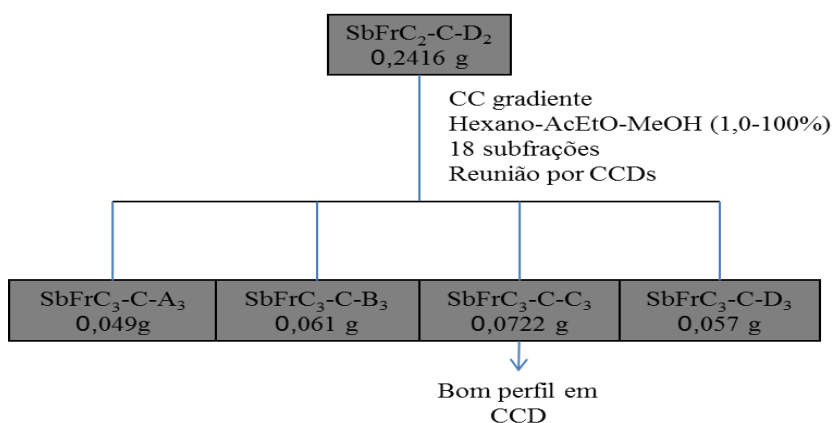 SbFrC₂-C-D₂
0,2416 g
CC gradiente
Hexano-AcEtO-MeOH (1,0-100%)
18 subfrações
Reunião por CCDs
SbFrC₃-C-A₃
0,049g
SbFrC₃-C-B₃
0,061 g
SbFrC₃-C-C₃
0,0722 g
SbFrC₃-C-D₃
0,057 g
Bom perfil em
CCD